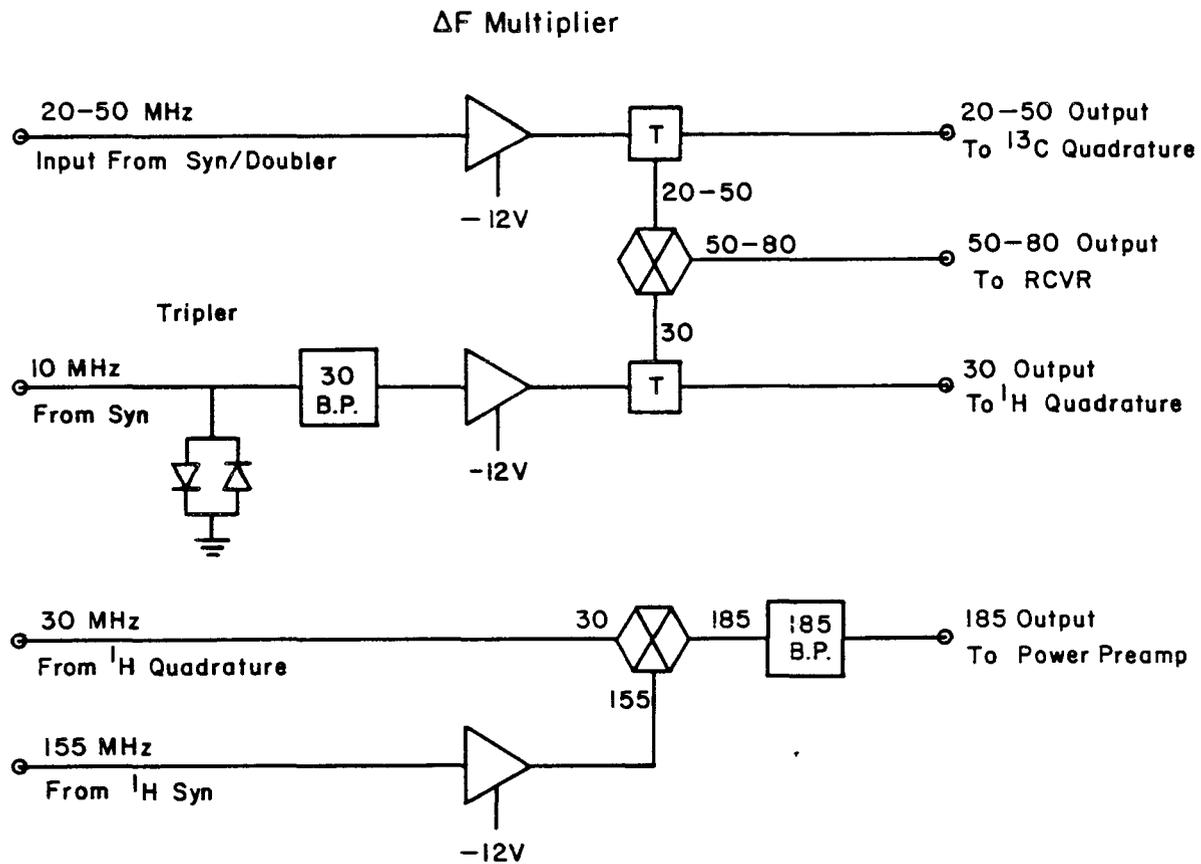 ΔF Multiplier
20-50 MHz
Input From Syn/Doubler
-12V
T
20-50
20-50 Output
To ¹³C Quadrature
50-80
50-80 Output
To RCVR
Tripler
30
10 MHz
From Syn
30
B.P.
-12V
T
30 Output
To ¹H Quadrature
30 MHz
From ¹H Quadrature
30
185
185
B.P.
185 Output
To Power Preamp
155
155 MHz
From ¹H Syn
-12V